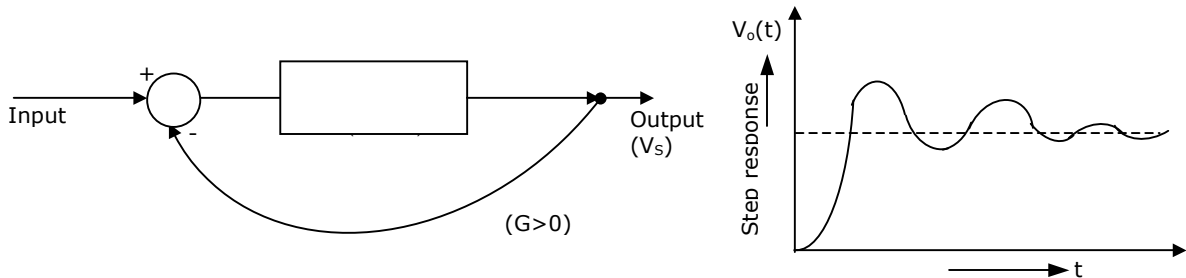 +
Input
-
Output
(Vₛ)
(G>0)
Vₒ(t)
Step response
t